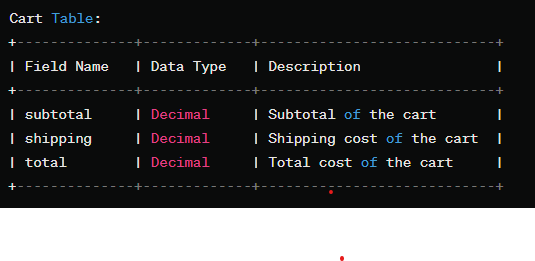 Cart Table:
+--------------+-------------+----------------------------+
| Field Name   | Data Type   | Description                |
+--------------+-------------+----------------------------+
| subtotal     | Decimal     | Subtotal of the cart       |
| shipping     | Decimal     | Shipping cost of the cart  |
| total        | Decimal     | Total cost of the cart     |
+--------------+-------------+----------------------------+